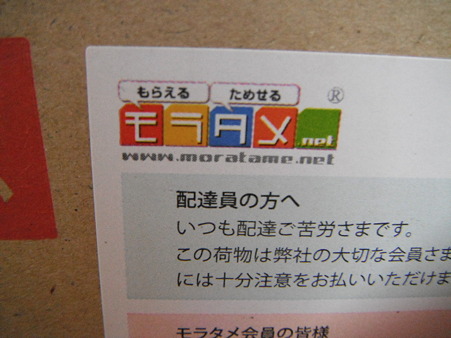 もらえる ためせる
®
モラタメ.net
www.moratame.net
配達員の方へ
いつも配達ご苦労さまです。
この荷物は弊社の大切な会員さま
には十分注意をお払いいただけま
モラタメ会員の皆様